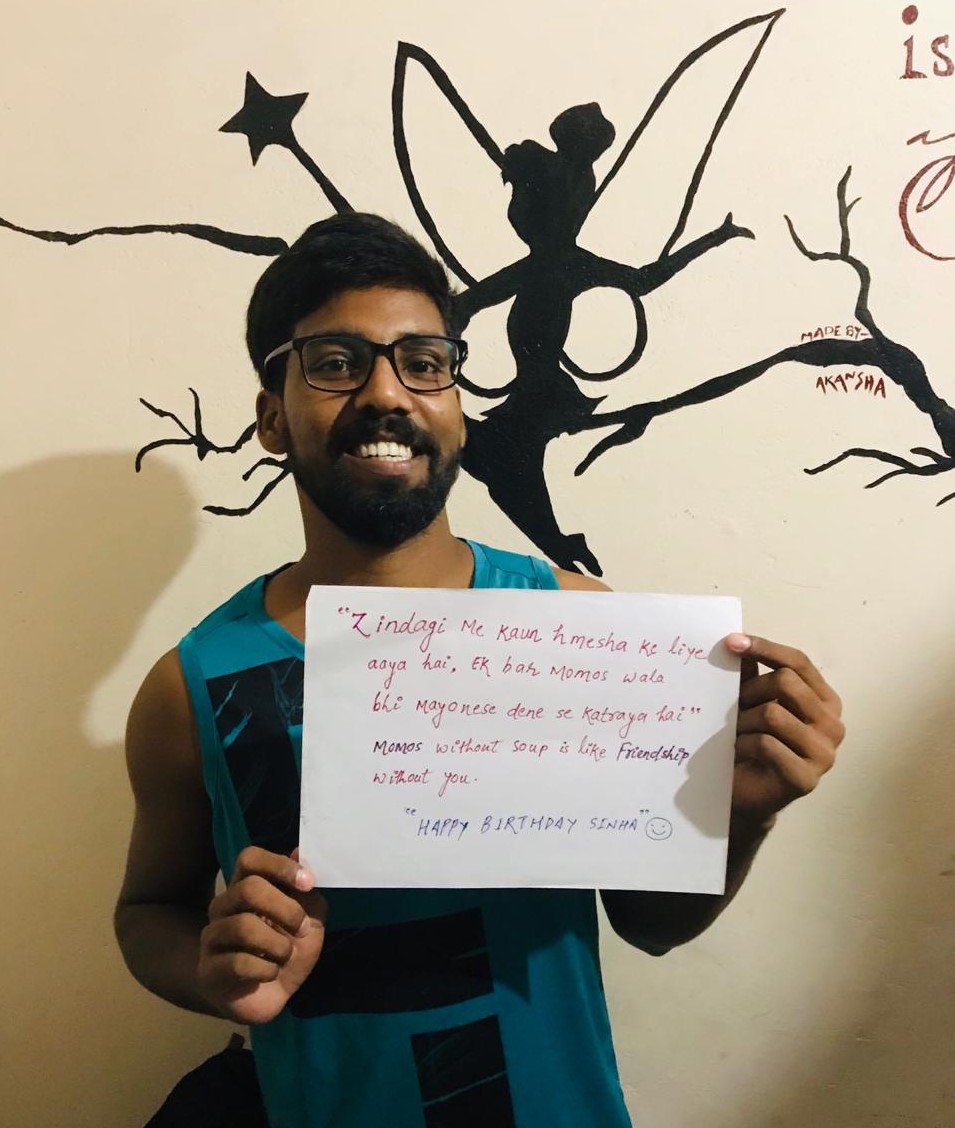 is
MADE BY-
AKANSHA
"Zindagi Me Kaun hmesha ke liye
aaya hai, EK bar Momos wala
bhi Mayonese dene se Katraya hai"
Momos without Soup is like Friendship
without you.
"HAPPY BIRTHDAY SINHA"